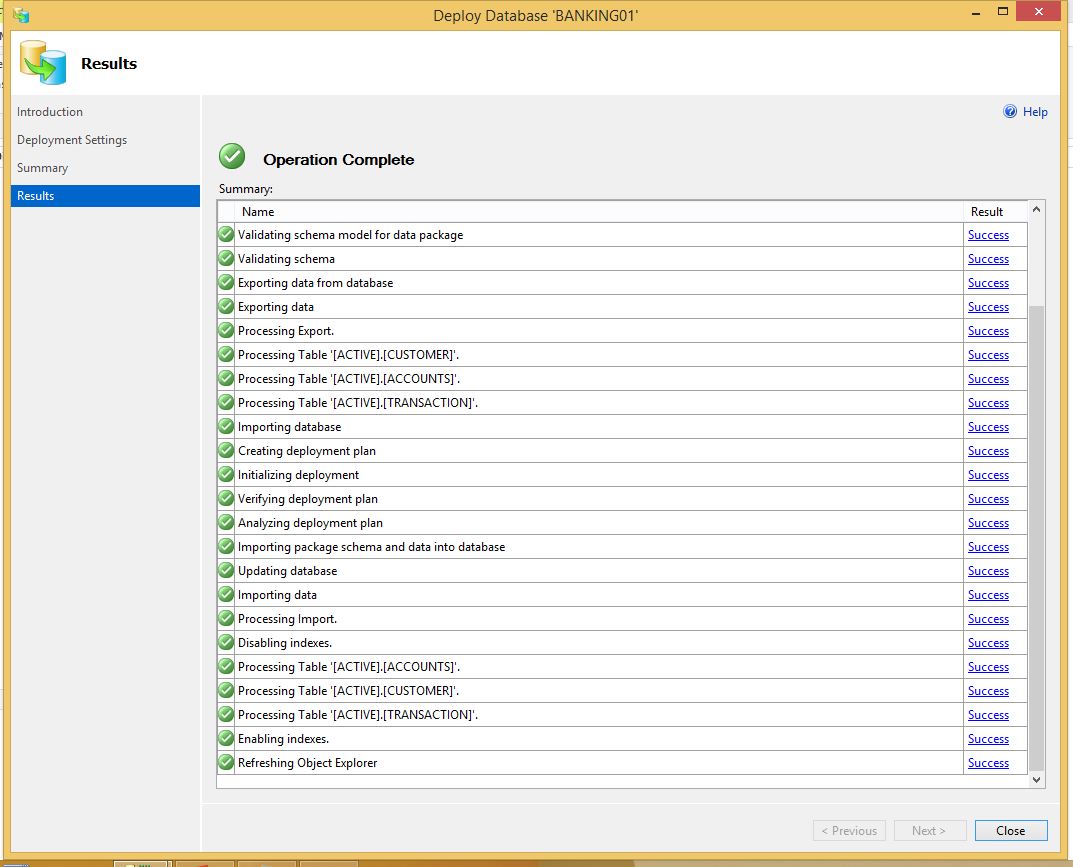 Deploy Database 'BANKING01'
Results
Introduction
Deployment Settings
Summary
Results
Help
Operation Complete
Summary:
Name Result
Validating schema model for data package Success
Validating schema Success
Exporting data from database Success
Exporting data Success
Processing Export. Success
Processing Table '[ACTIVE].[CUSTOMER]'. Success
Processing Table '[ACTIVE].[ACCOUNTS]'. Success
Processing Table '[ACTIVE].[TRANSACTION]'. Success
Importing database Success
Creating deployment plan Success
Initializing deployment Success
Verifying deployment plan Success
Analyzing deployment plan Success
Importing package schema and data into database Success
Updating database Success
Importing data Success
Processing Import. Success
Disabling indexes. Success
Processing Table '[ACTIVE].[ACCOUNTS]'. Success
Processing Table '[ACTIVE].[CUSTOMER]'. Success
Processing Table '[ACTIVE].[TRANSACTION]'. Success
Enabling indexes. Success
Refreshing Object Explorer Success
< Previous Next > Close